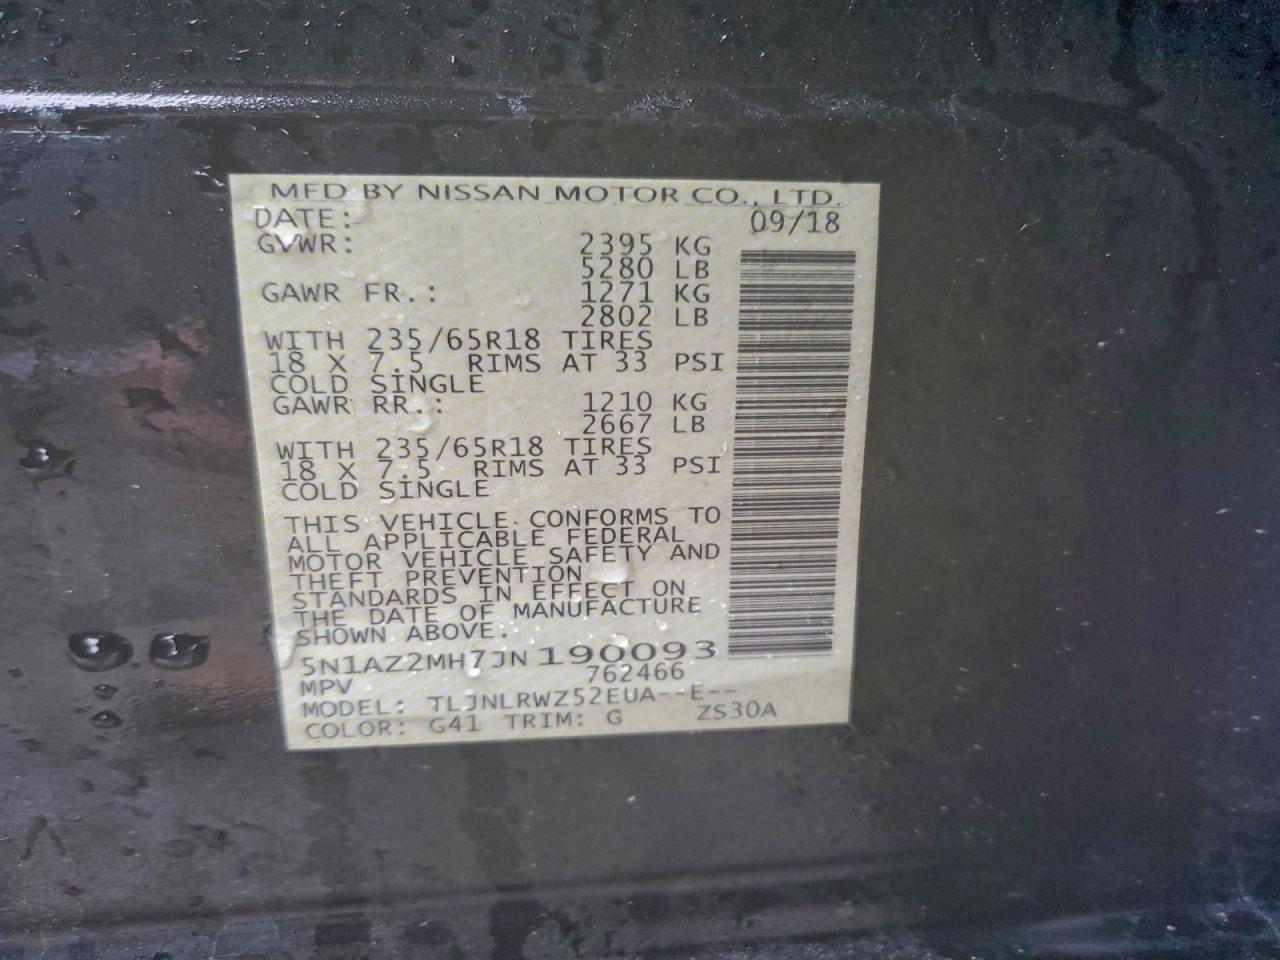 MFD BY NISSAN MOTOR CO., LTD.
DATE: 09/18
GVWR: 2395 KG
5280 LB
GAWR FR.: 1271 KG
2802 LB
WITH 235/65R18 TIRES
18 X 7.5 RIMS AT 33 PSI
COLD SINGLE
GAWR RR.: 1210 KG
2667 LB
WITH 235/65R18 TIRES
18 X 7.5 RIMS AT 33 PSI
COLD SINGLE
THIS VEHICLE CONFORMS TO
ALL APPLICABLE FEDERAL
MOTOR VEHICLE SAFETY AND
THEFT PREVENTION
STANDARDS IN EFFECT ON
THE DATE OF MANUFACTURE
SHOWN ABOVE.
5N1AZ2MH7JN190093
MPV 762466
MODEL: TLJNLRWZ52EUA--E--
COLOR: G41 TRIM: G ZS30A